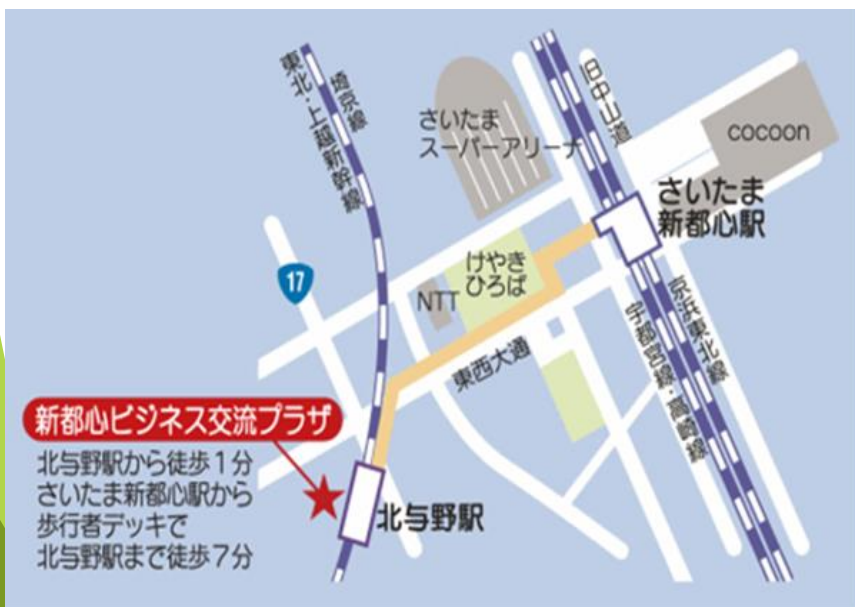 埼京線
東北・上越新幹線
さいたま
スーパーアリーナ
旧中山道
cocoon
さいたま
新都心駅
17
けやき
ひろば
NTT
東西大通
京浜東北線
宇都宮線・高崎線
新都心ビジネス交流プラザ
北与野駅から徒歩1分
さいたま新都心駅から
歩行者デッキで
北与野駅まで徒歩7分
北与野駅